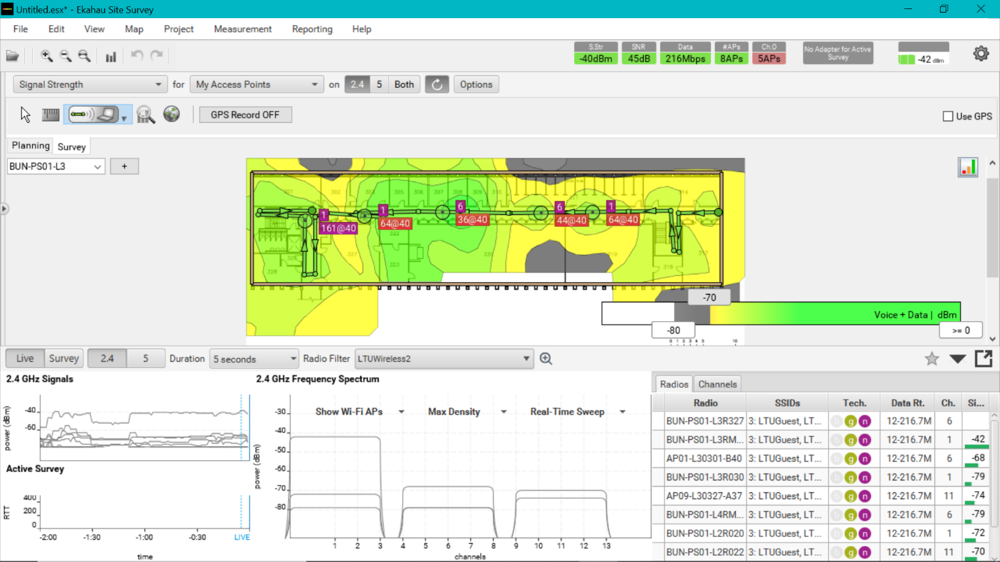 Untitled.esx* - Ekahau Site Survey
File Edit View Map Project Measurement Reporting Help
S.Str SNR Data #APs Ch.O
-40dBm 45dB 216Mbps 8APs 5APs
No Adapter for Active
Survey
-42 dBm
Signal Strength for My Access Points on 2.4 5 Both Options
GPS Record OFF Use GPS
Planning Survey
BUN-PS01-L3 +
301 302 303 305 306 307 308 309 310 314
1 1 6 6 1
161@40 64@40 36@40 44@40 64@40
322
327 319 317
328 323 318
-70
Voice + Data | dBm
-80 >= 0
0 1 2 3 4 5 10
Live Survey 2.4 5 Duration 5 seconds Radio Filter LTUWireless2
2.4 GHz Signals
power (dBm)
-40
-60
Active Survey
RTT
400
200
0
-2:00 -1:30 -1:00 -0:30 LIVE
time
2.4 GHz Frequency Spectrum
Show Wi-Fi APs Max Density Real-Time Sweep
power (dBm)
-30
-40
-50
-60
-70
-80
1 2 3 4 5 6 7 8 9 10 11 12 13
channels
Radios Channels
Radio SSIDs Tech. Data Rt. Ch. Si...
BUN-PS01-L3R327 3: LTUGuest, LT... b g n 12-216.7M 6
BUN-PS01-L3RM... 3: LTUGuest, LT... b g n 12-216.7M 1 -42
AP01-L30301-B40 3: LTUGuest, LT... b g n 12-216.7M 6 -68
BUN-PS01-L3R030 3: LTUGuest, LT... b g n 12-216.7M 1 -79
AP09-L30327-A37 3: LTUGuest, LT... b g n 12-216.7M 11 -74
BUN-PS01-L4RM... 3: LTUGuest, LT... b g n 12-216.7M 6 -79
BUN-PS01-L2R020 3: LTUGuest, LT... b g n 12-216.7M 1 -72
BUN-PS01-L2R022 3: LTUGuest, LT... b g n 12-216.7M 11 -70